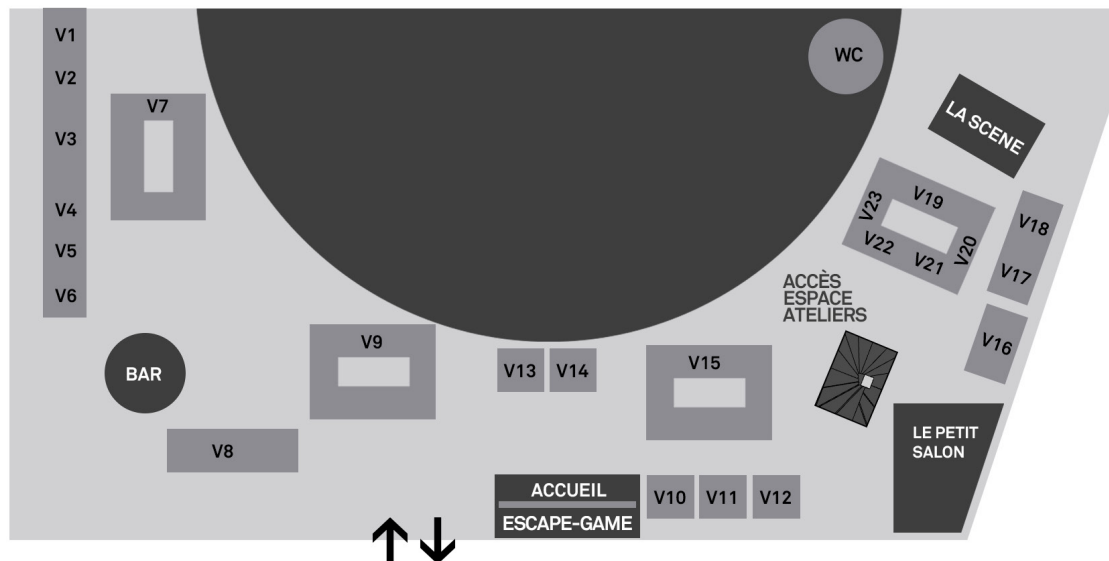 V1
V2
V3
V4
V5
V6
V7
BAR
V8
V9
V13
V14
V15
ACCUEIL
ESCAPE-GAME
V10
V11
V12
WC
LA SCENE
V19
V23
V22
V21
V20
V18
V17
V16
ACCÈS
ESPACE
ATELIERS
LE PETIT
SALON